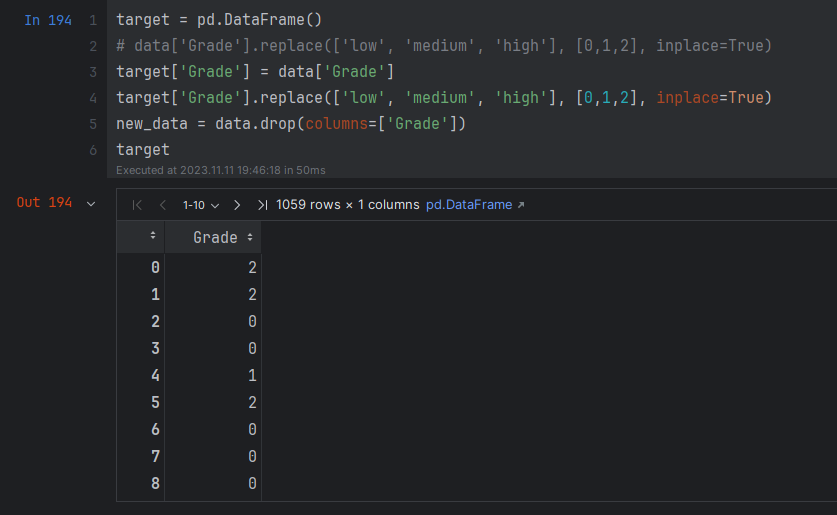 In 194 1 target = pd.DataFrame()
2 # data['Grade'].replace(['low', 'medium', 'high'], [0,1,2], inplace=True)
3 target['Grade'] = data['Grade']
4 target['Grade'].replace(['low', 'medium', 'high'], [0,1,2], inplace=True)
5 new_data = data.drop(columns=['Grade'])
6 target
Executed at 2023.11.11 19:46:18 in 50ms
Out 194 1-10 1059 rows × 1 columns pd.DataFrame
Grade
0 2
1 2
2 0
3 0
4 1
5 2
6 0
7 0
8 0